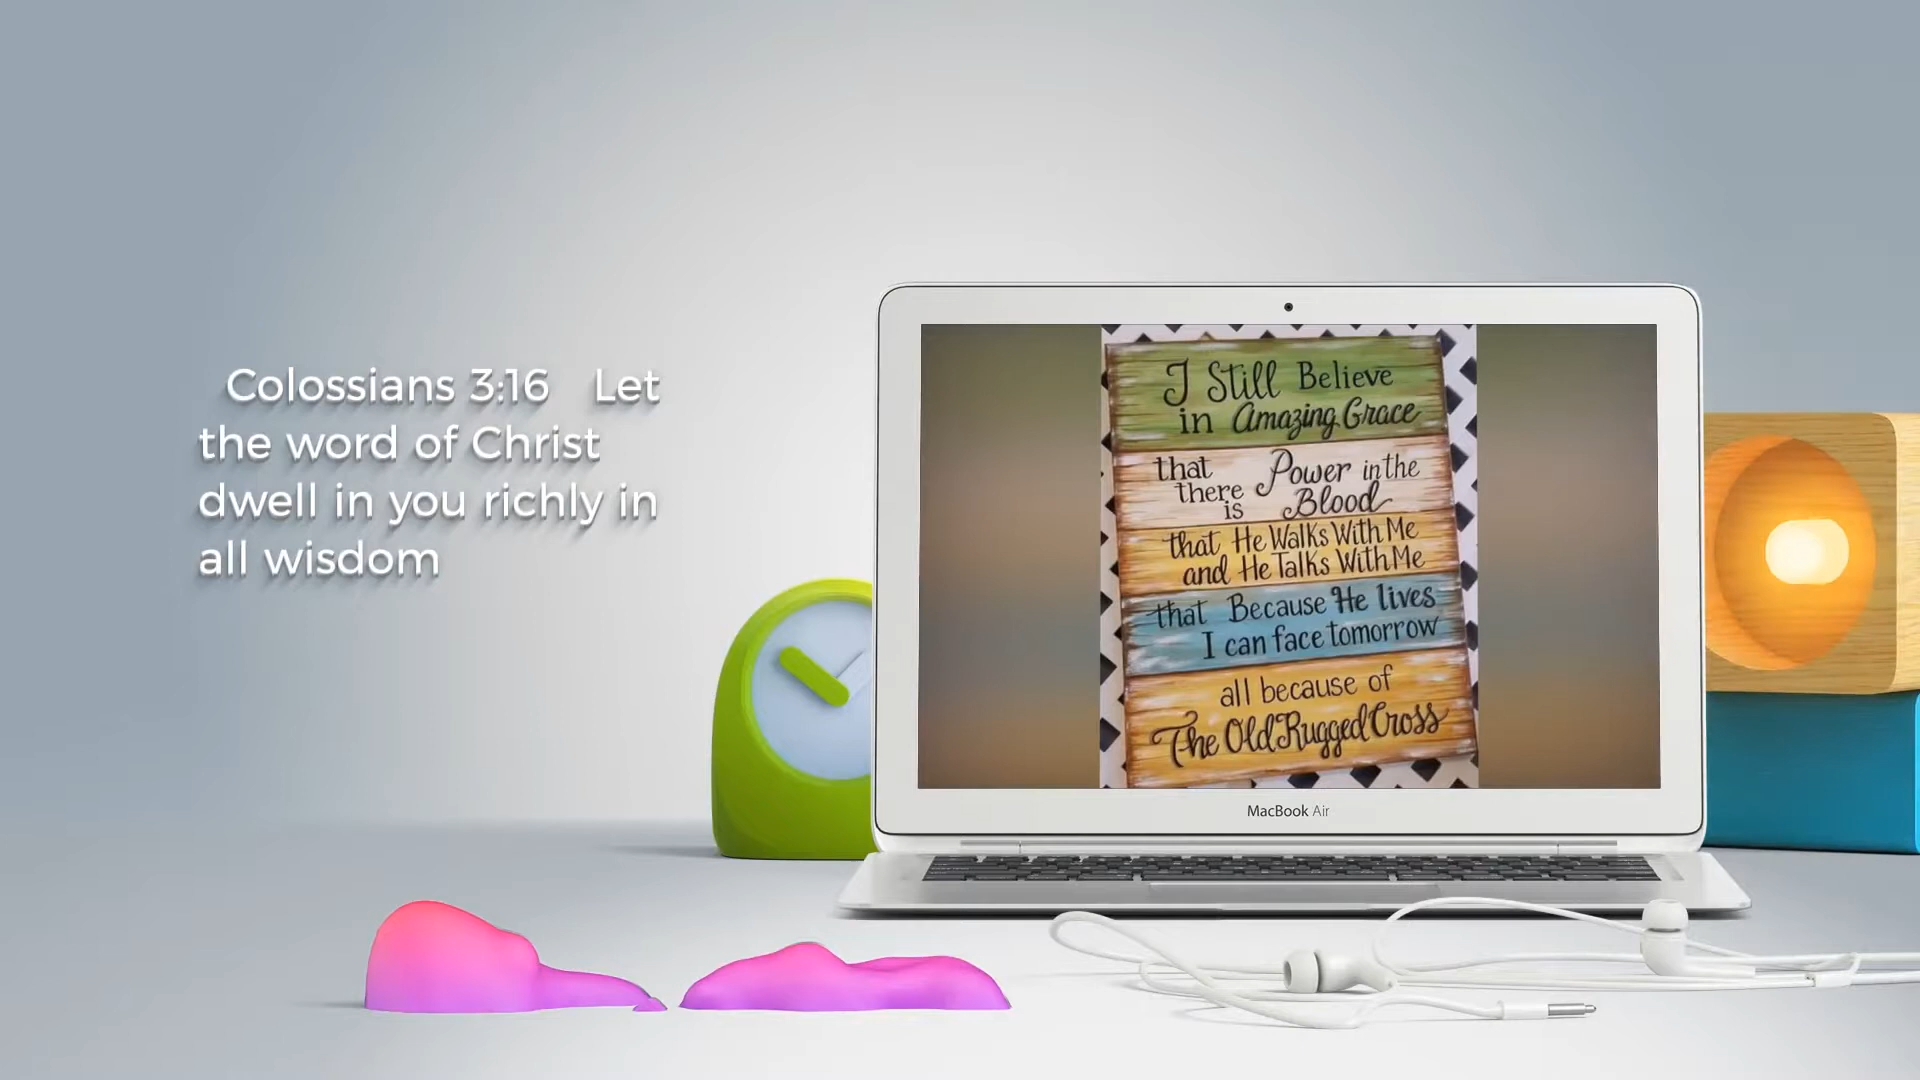 Colossians 3:16 Let
the word of Christ
dwell in you richly in
all wisdom
I Still Believe
in Amazing Grace
that there is Power in the Blood
that He Walks With Me
and He Talks With Me
that Because He lives
I can face tomorrow
all because of
The Old Rugged Cross
MacBook Air